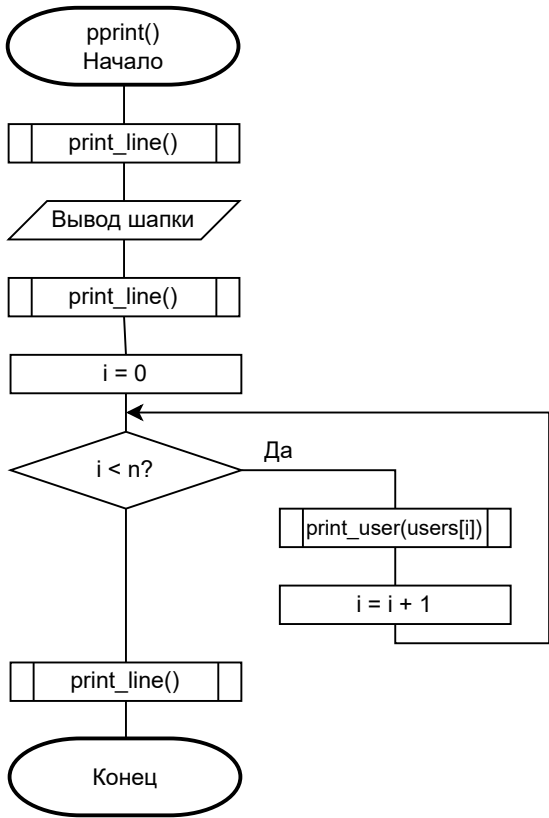 pprint()
Начало
print_line()
Вывод шапки
print_line()
i = 0
i < n?
Да
print_user(users[i])
i = i + 1
print_line()
Конец